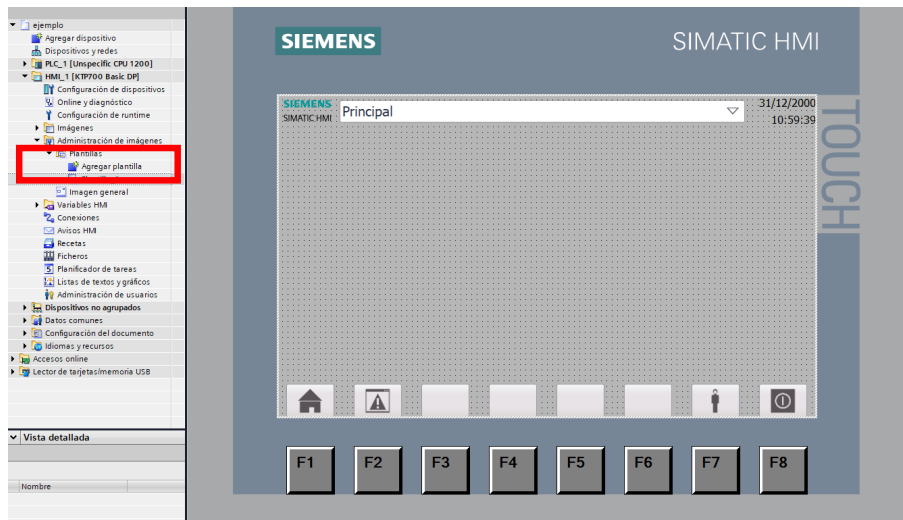 ejemplo
Agregar dispositivo
Dispositivos y redes
PLC_1 [Unspecific CPU 1200]
HMI_1 [KTP700 Basic DP]
Configuración de dispositivos
Online y diagnóstico
Configuración de runtime
Imágenes
Administración de imágenes
Plantillas
Agregar plantilla
Imagen general
Variables HMI
Conexiones
Avisos HMI
Recetas
Ficheros
Planificador de tareas
Listas de textos y gráficos
Administración de usuarios
Dispositivos no agrupados
Datos comunes
Configuración del documento
Idiomas y recursos
Accesos online
Lector de tarjetas/memoria USB
Vista detallada
Nombre
SIEMENS SIMATIC HMI
SIEMENS
SIMATIC HMI
Principal
31/12/2000
10:59:39
TOUCH
F1 F2 F3 F4 F5 F6 F7 F8